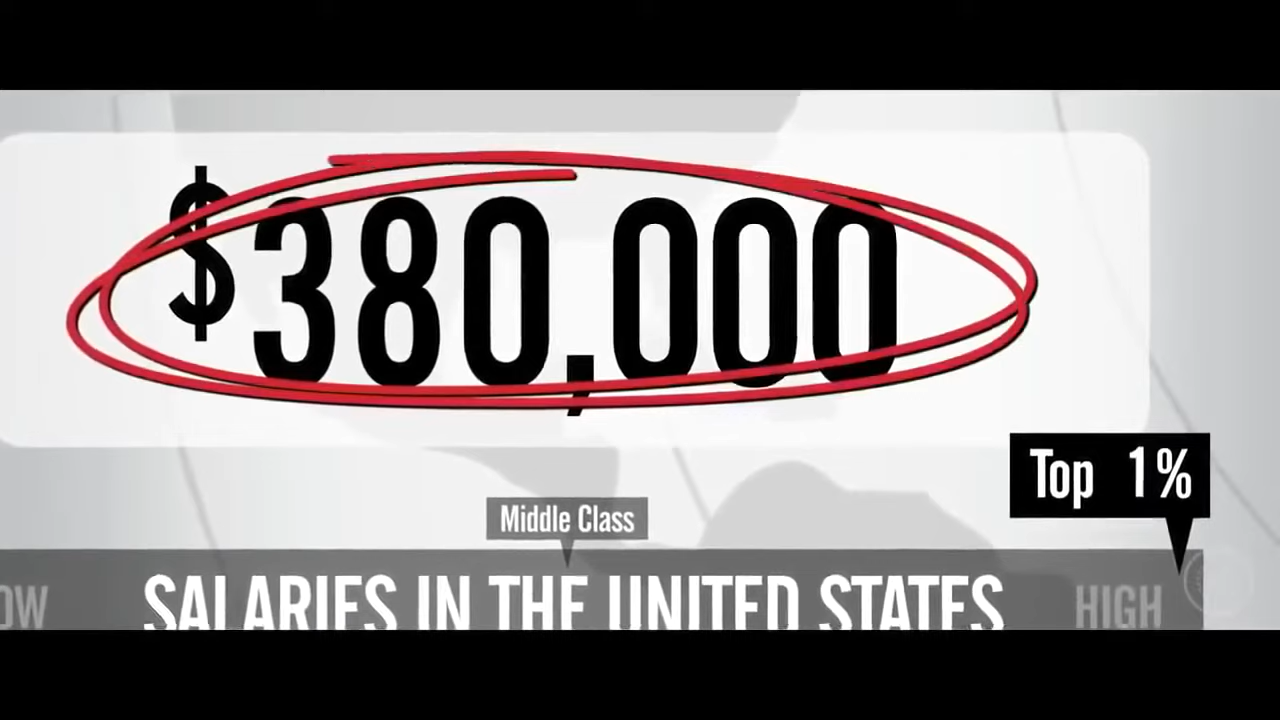 $380,000
Top 1%
Middle Class
SALARIES IN THE UNITED STATES
HIGH